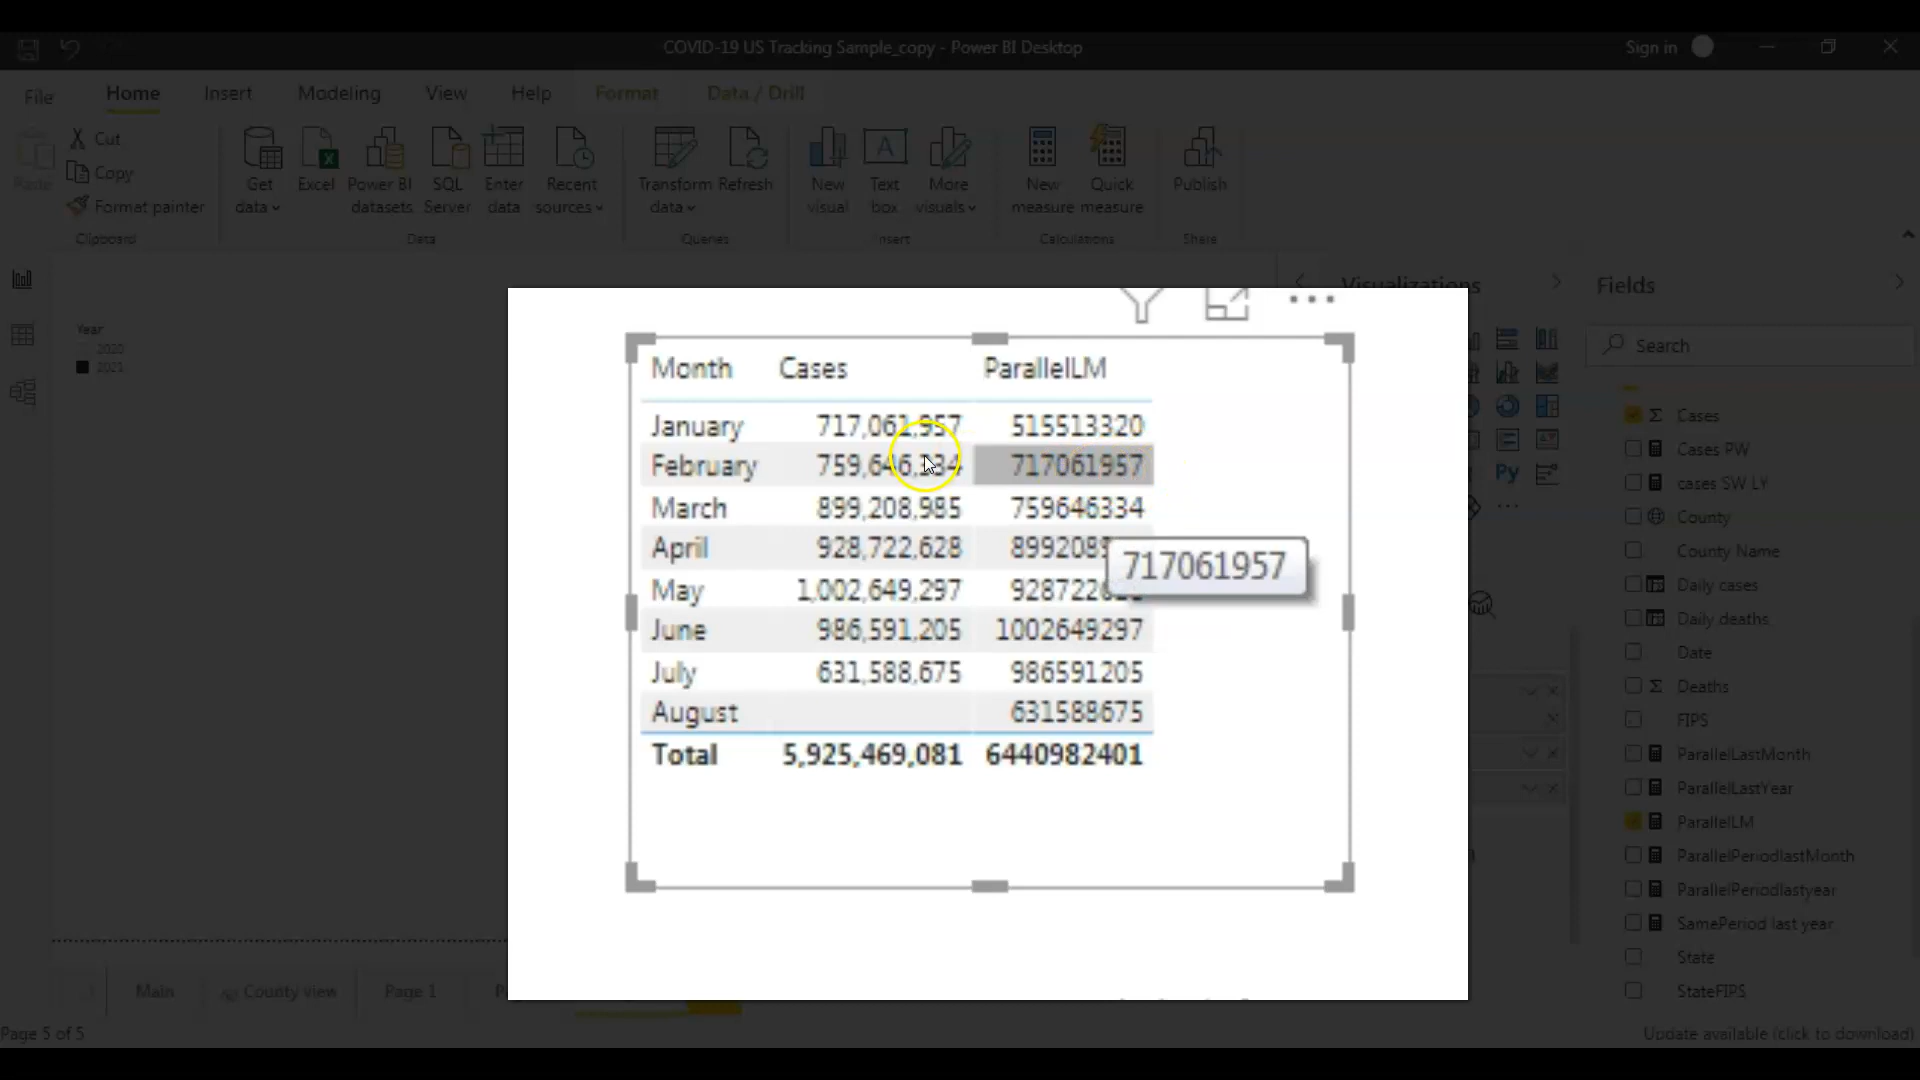 COVID-19 US Tracking Sample_copy - Power BI Desktop
Sign in
File Home Insert Modeling View Help Format Data / Drill
Paste
Cut
Copy
Format painter
Clipboard
Get data
Excel
Power BI datasets
SQL Server
Enter data
Recent sources
Data
Transform data
Refresh
Queries
New visual
Text box
More visuals
Insert
New measure
Quick measure
Calculations
Publish
Share
Year
2020
2021
Month Cases ParallelLM
January 717,061,957 515513320
February 717061957
March 899,208,985 759646334
April 928,722,628
May 1,002,649,297
June 986,591,205 1002649297
July 631,588,675 986591205
August 631588675
Total 5,925,469,081 6440982401
717061957
Visualizations
Py
Fields
Search
Cases
Cases PW
cases SW LY
County
County Name
Daily cases
Daily deaths
Date
Deaths
FIPS
ParallelLastMonth
ParallelLastYear
ParallelLM
ParallelPeriodlastMonth
ParallelPeriodlastyear
SamePeriod last year
State
StateFIPS
Main County view Page 1
Page 5 of 5
Update available (click to download)